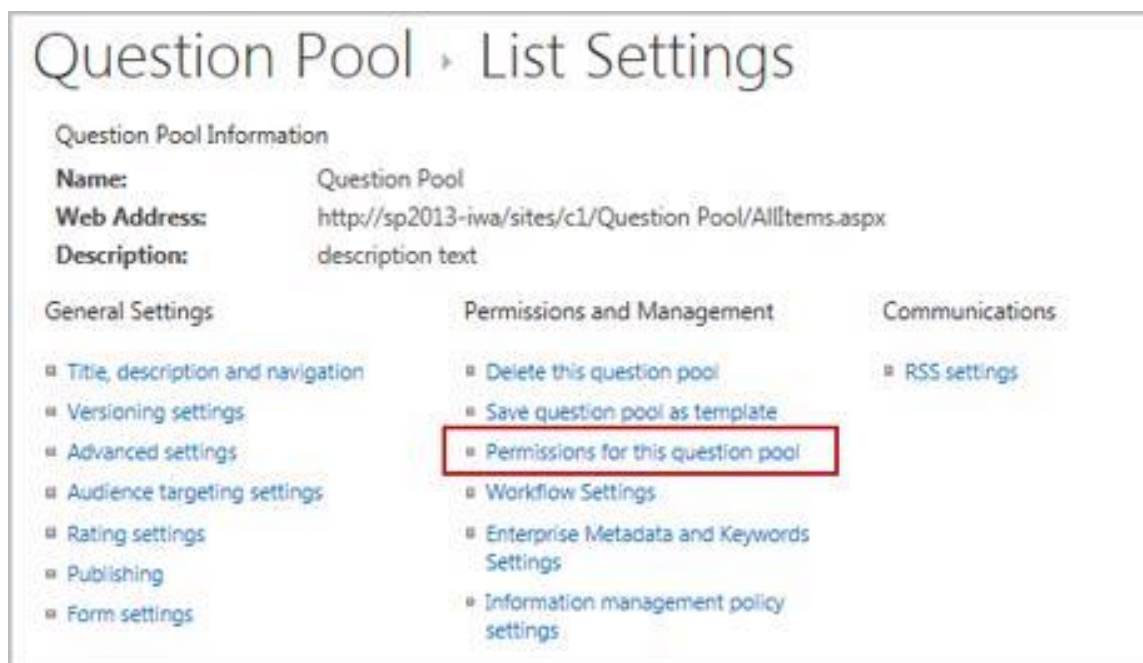 Question Pool ▸ List Settings
Question Pool Information
Name: Question Pool
Web Address: http://sp2013-iwa/sites/c1/Question Pool/AllItems.aspx
Description: description text
General Settings
Title, description and navigation
Versioning settings
Advanced settings
Audience targeting settings
Rating settings
Publishing
Form settings
Permissions and Management
Delete this question pool
Save question pool as template
Permissions for this question pool
Workflow Settings
Enterprise Metadata and Keywords
Settings
Information management policy
settings
Communications
RSS settings